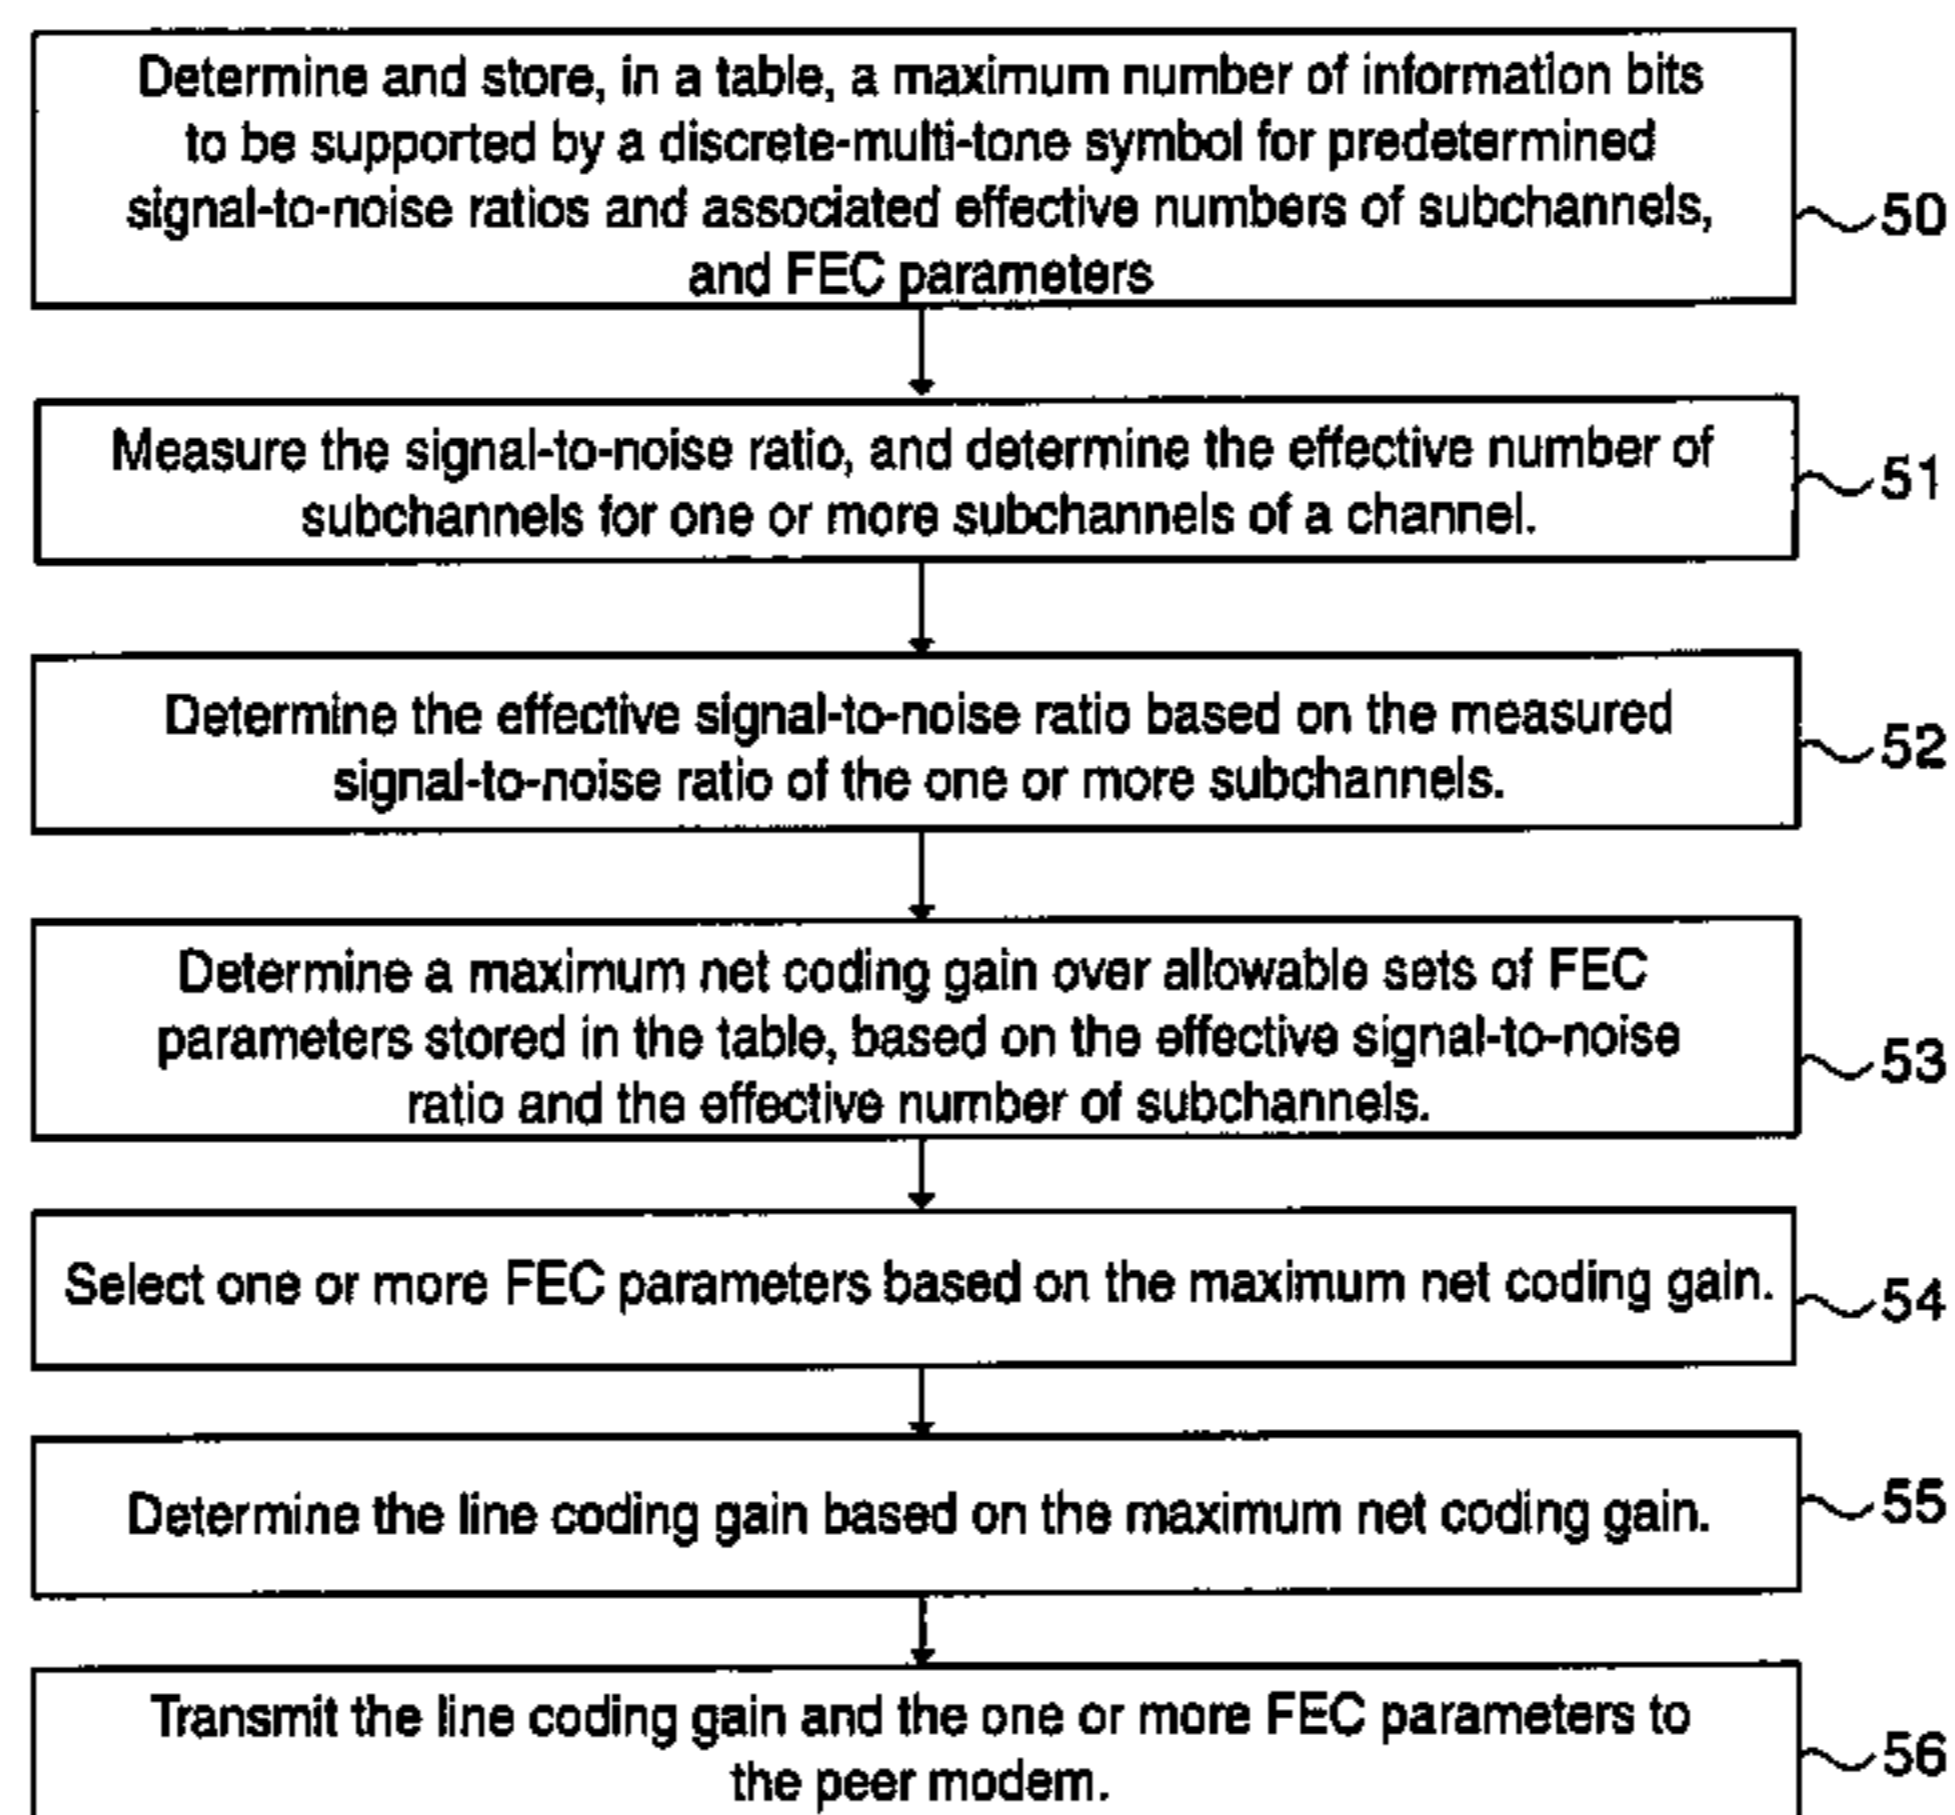 Determine and store, in a table, a maximum number of information bits
to be supported by a discrete-multi-tone symbol for predetermined
signal-to-noise ratios and associated effective numbers of subchannels,
and FEC parameters
50
Measure the signal-to-noise ratio, and determine the effective number of
subchannels for one or more subchannels of a channel.
51
Determine the effective signal-to-noise ratio based on the measured
signal-to-noise ratio of the one or more subchannels.
52
Determine a maximum net coding gain over allowable sets of FEC
parameters stored in the table, based on the effective signal-to-noise
ratio and the effective number of subchannels.
53
Select one or more FEC parameters based on the maximum net coding gain.
54
Determine the line coding gain based on the maximum net coding gain.
55
Transmit the line coding gain and the one or more FEC parameters to
the peer modem.
56